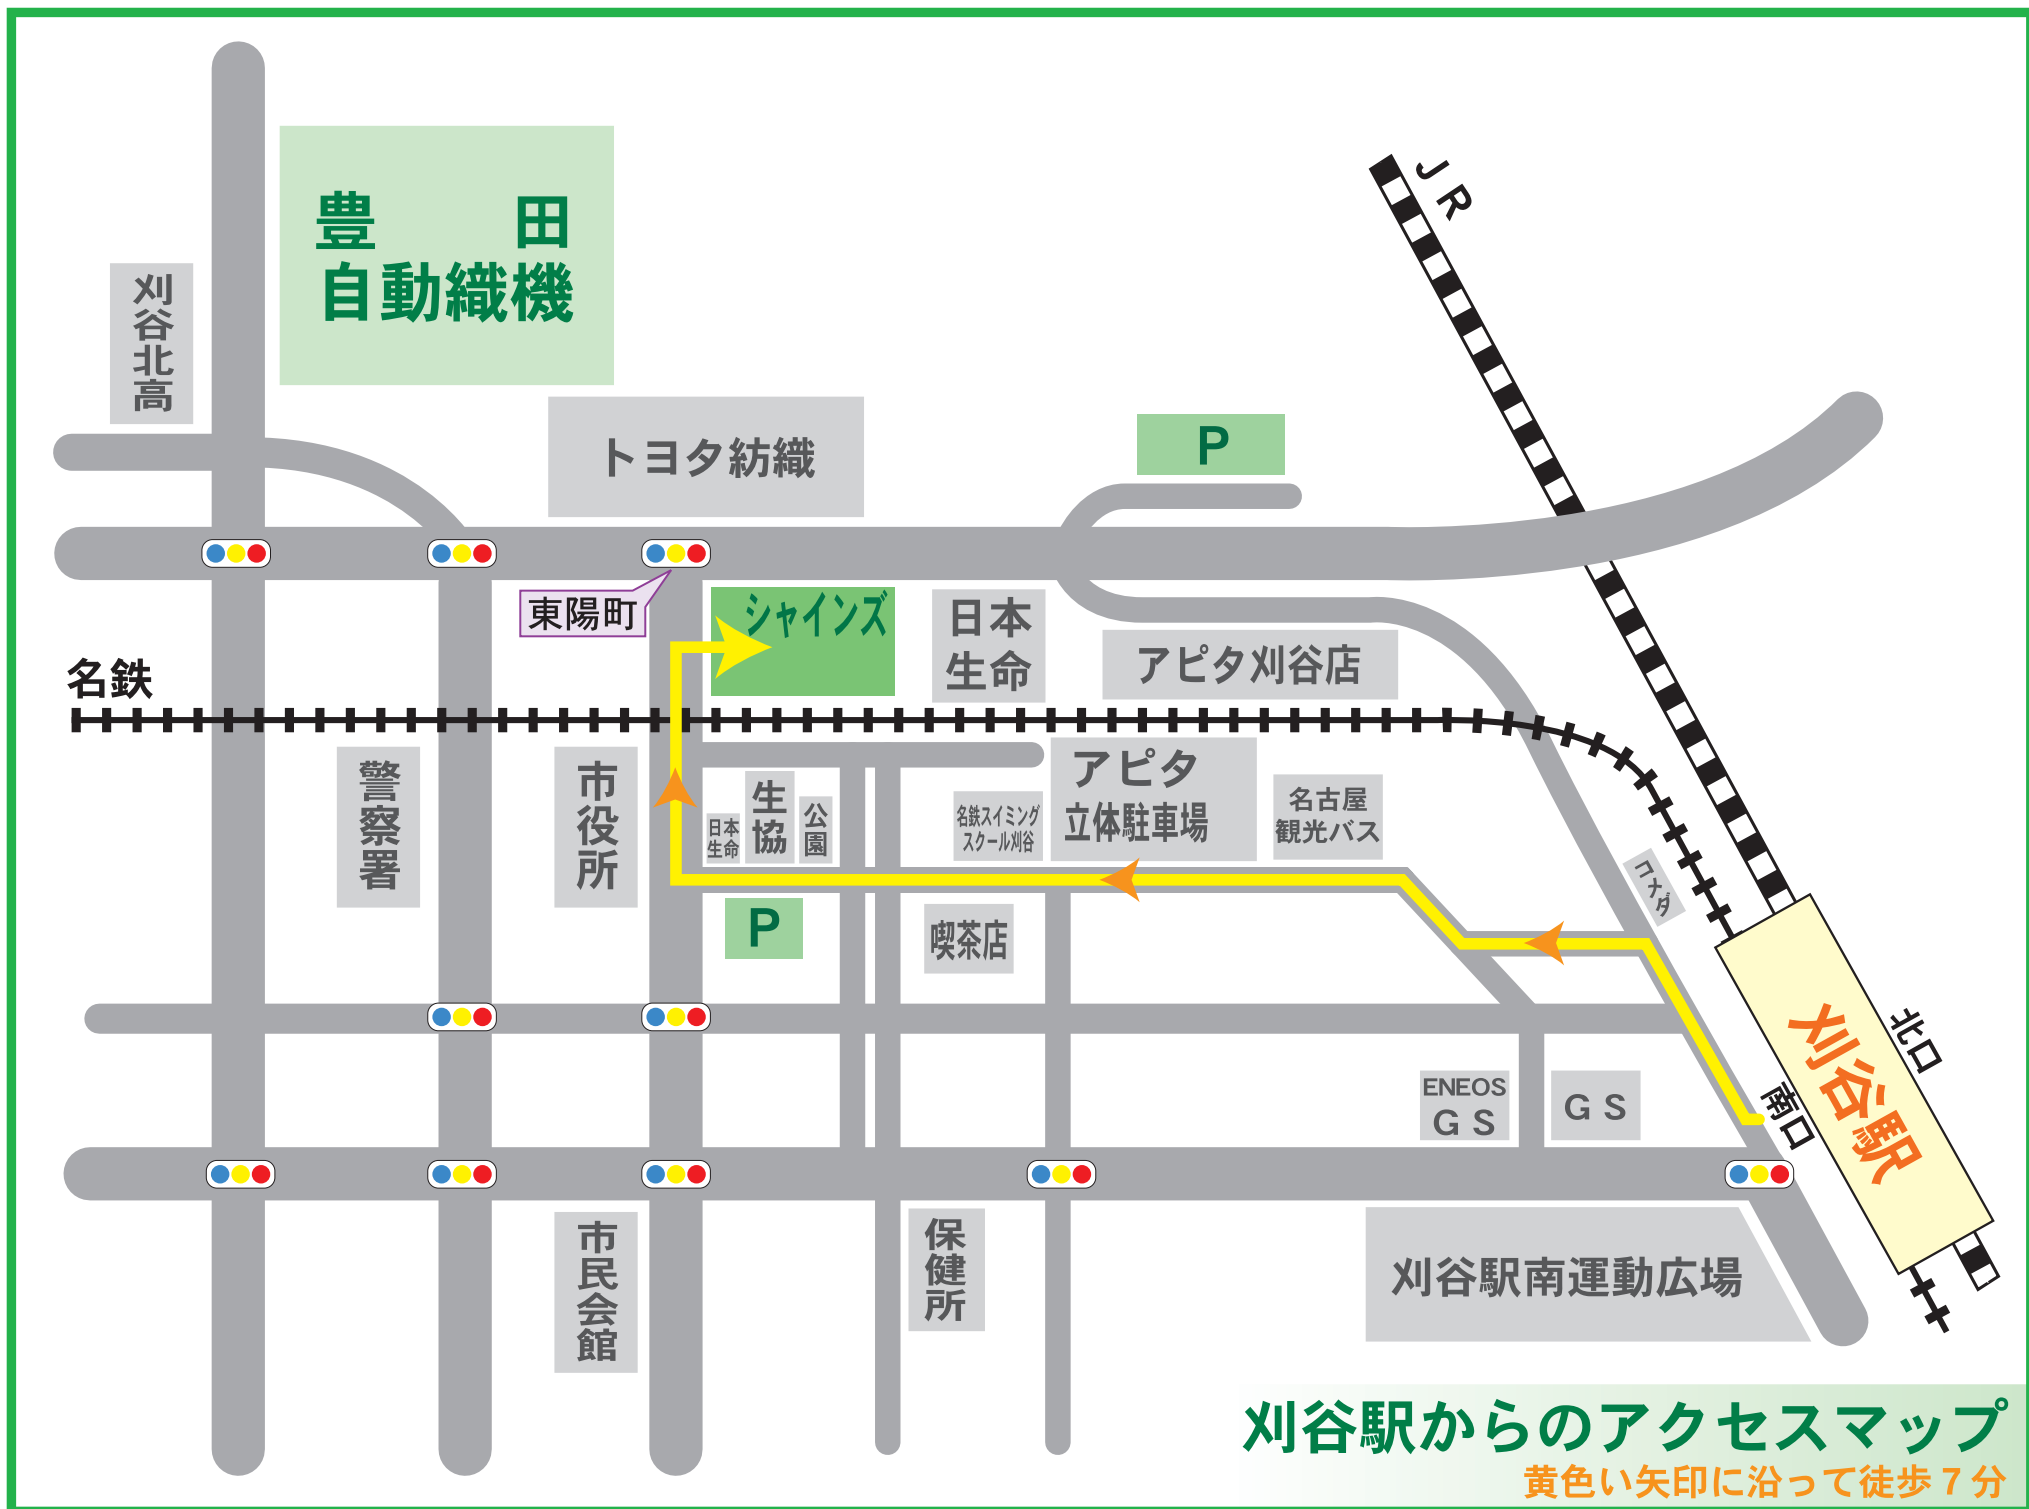 豊田
自動織機
JR
刈谷北高
トヨタ紡織
P
東陽町
シャインズ
日本
生命
アピタ刈谷店
名鉄
警察署
市役所
日本
生命
生協
公園
名鉄スイミング
スクール刈谷
アピタ
立体駐車場
名古屋
観光バス
コメダ
P
喫茶店
刈谷駅
北口
南口
ENEOS
GS
GS
市民会館
保健所
刈谷駅南運動広場
刈谷駅からのアクセスマップ
黄色い矢印に沿って徒歩7分